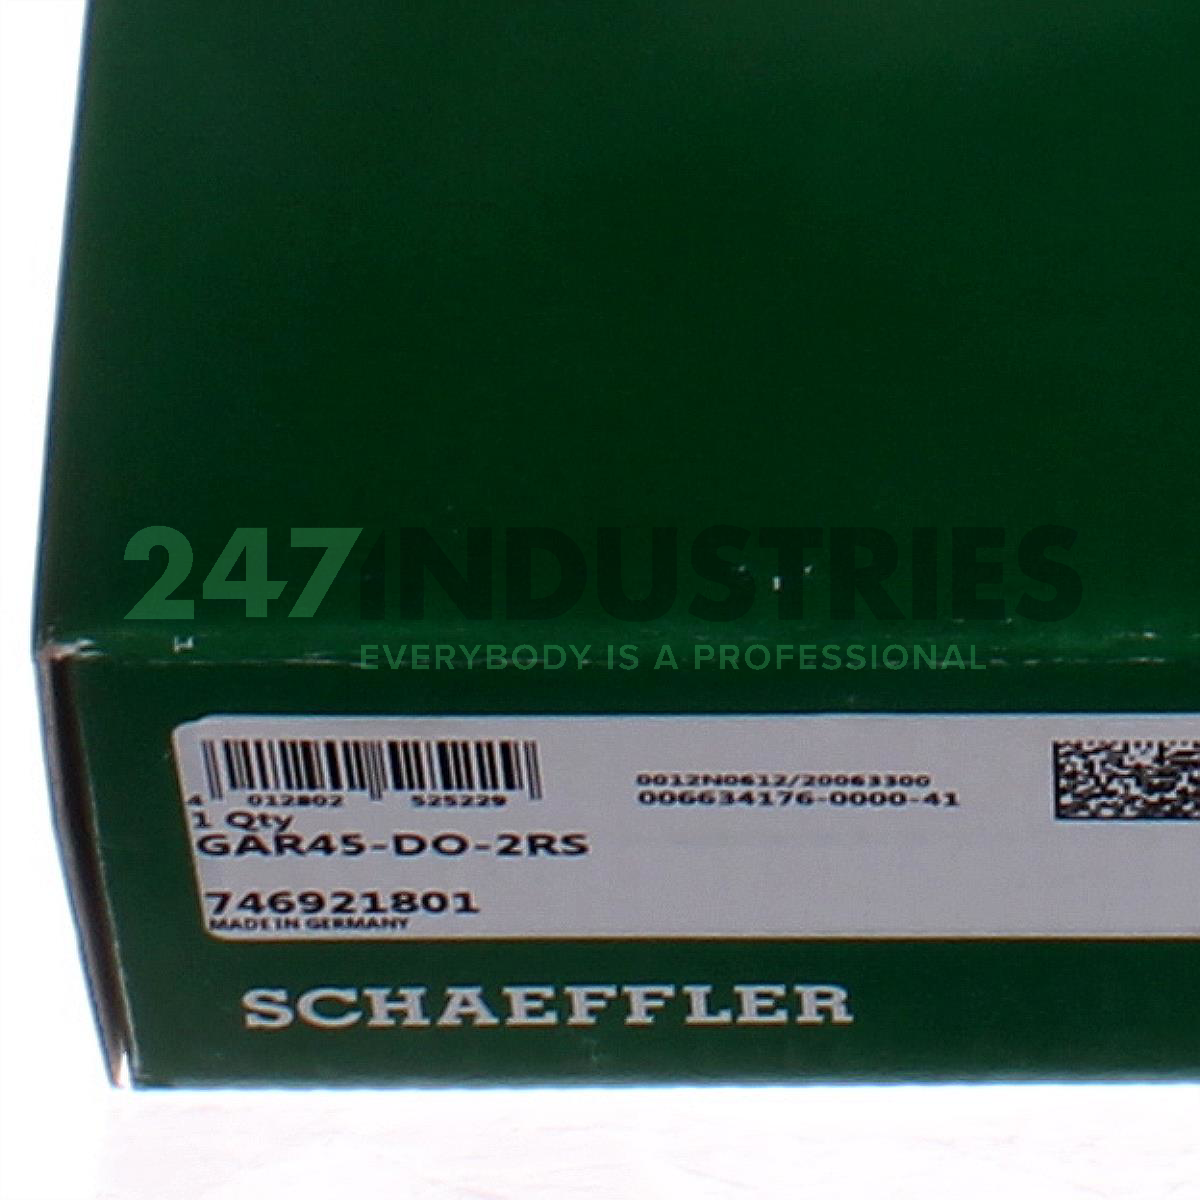 247INDUSTRIES
EVERYBODY IS A PROFESSIONAL
4 012802 525229
0012N0612/20063300
006634176-0000-41
1 Qty
GAR45-DO-2RS
746921801
MADE IN GERMANY
SCHAEFFLER